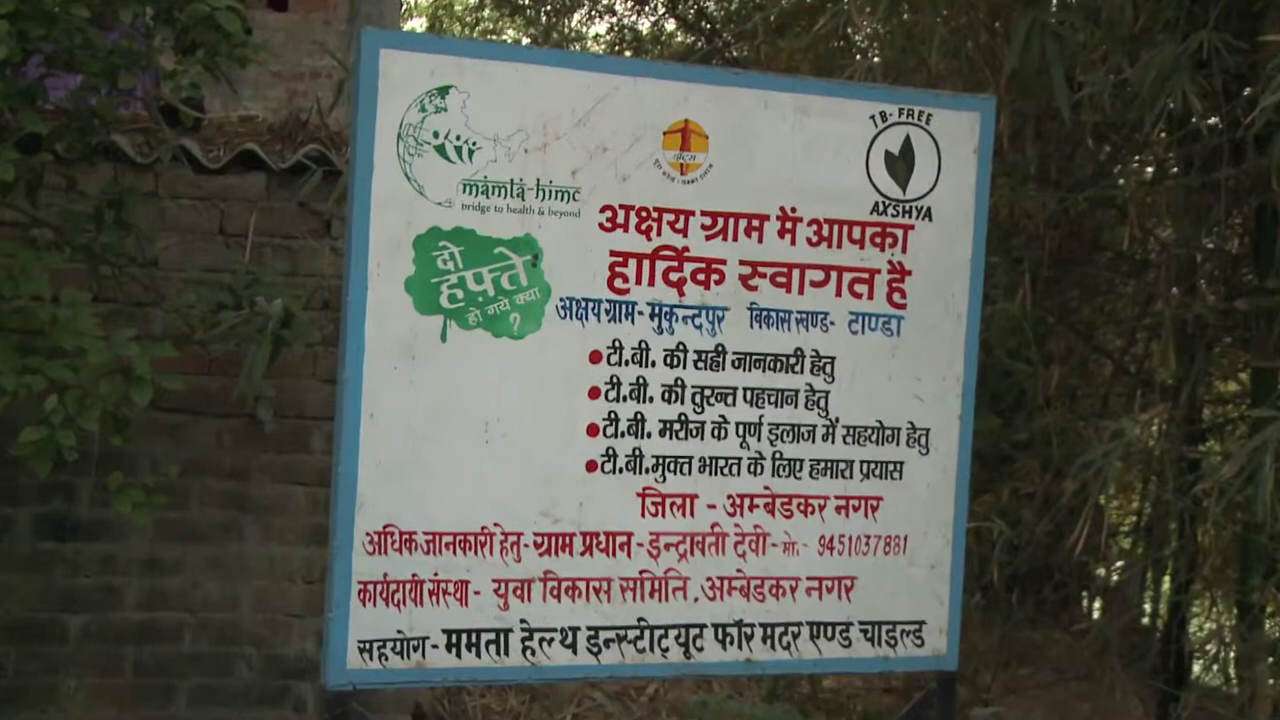 mamta-himc
bridge to health & beyond
डॉट्स
TB-FREE
AXSHYA
अक्षय ग्राम में आपका
हार्दिक स्वागत है
दो
हफ़्ते
हो गये क्या
?
अक्षय ग्राम- मुकुन्दपुर विकास खण्ड- टाण्डा
•टी.बी. की सही जानकारी हेतु
•टी.बी. की तुरन्त पहचान हेतु
•टी.बी. मरीज के पूर्ण इलाज में सहयोग हेतु
•टी.बी.मुक्त भारत के लिए हमारा प्रयास
जिला - अम्बेडकर नगर
अधिक जानकारी हेतु- ग्राम प्रधान - इन्द्रावती देवी - मो.- 9451037881
कार्यदायी संस्था - युवा विकास समिति, अम्बेडकर नगर
सहयोग- ममता हेल्थ इन्स्टीट्यूट फॉर मदर एण्ड चाइल्ड